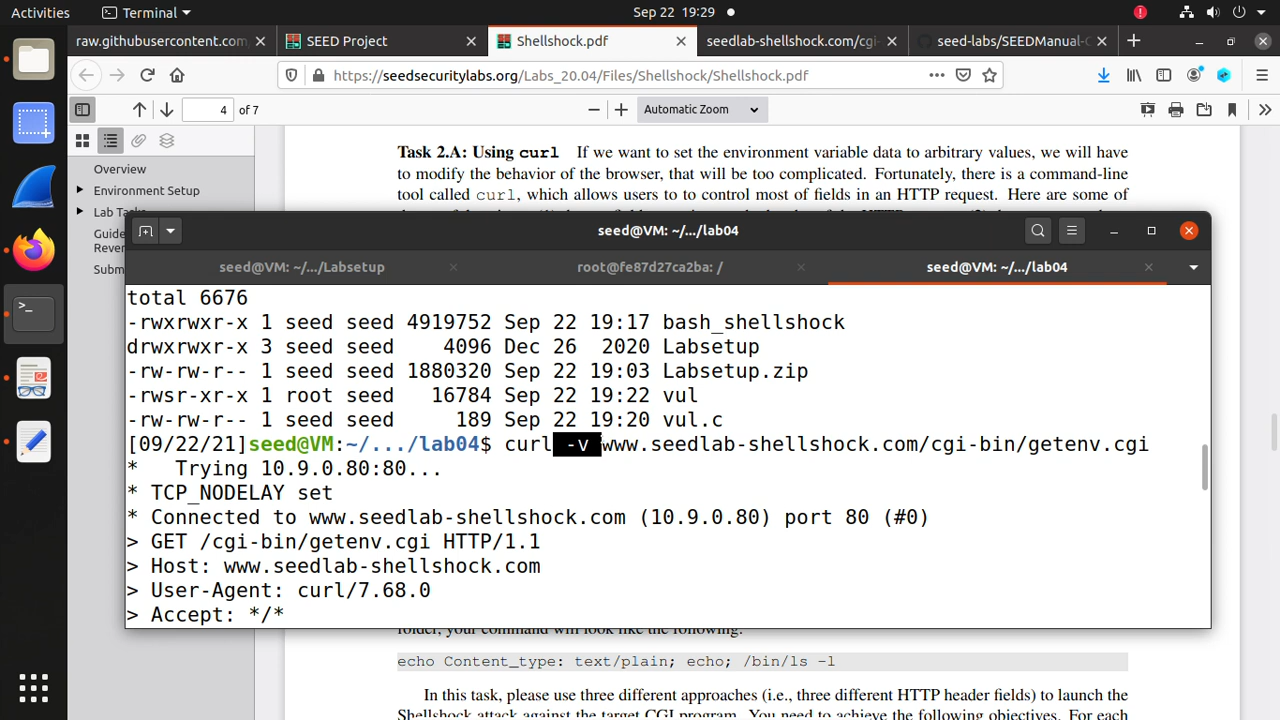 Activities
Terminal
Sep 22 19:29
raw.githubusercontent.com
SEED Project
Shellshock.pdf
seedlab-shellshock.com/cgi-
seed-labs/SEEDManual-C
https://seedsecuritylabs.org/Labs_20.04/Files/Shellshock/Shellshock.pdf
4 of 7
Automatic Zoom
Overview
Environment Setup
Lab Tas
Guide
Rever
Subm
Task 2.A: Using curl If we want to set the environment variable data to arbitrary values, we will have
to modify the behavior of the browser, that will be too complicated. Fortunately, there is a command-line
tool called curl, which allows users to to control most of fields in an HTTP request. Here are some of
seed@VM: ~/.../lab04
seed@VM: ~/.../Labsetup
root@fe87d27ca2ba: /
seed@VM: ~/.../lab04
total 6676
-rwxrwxr-x 1 seed seed 4919752 Sep 22 19:17 bash_shellshock
drwxrwxr-x 3 seed seed    4096 Dec 26  2020 Labsetup
-rw-rw-r-- 1 seed seed 1880320 Sep 22 19:03 Labsetup.zip
-rwsr-xr-x 1 root seed   16784 Sep 22 19:22 vul
-rw-rw-r-- 1 seed seed     189 Sep 22 19:20 vul.c
[09/22/21]seed@VM:~/.../lab04$ curl -v www.seedlab-shellshock.com/cgi-bin/getenv.cgi
*   Trying 10.9.0.80:80...
* TCP_NODELAY set
* Connected to www.seedlab-shellshock.com (10.9.0.80) port 80 (#0)
> GET /cgi-bin/getenv.cgi HTTP/1.1
> Host: www.seedlab-shellshock.com
> User-Agent: curl/7.68.0
> Accept: */*
folder, your command will look like the following:
echo Content_type: text/plain; echo; /bin/ls -l
In this task, please use three different approaches (i.e., three different HTTP header fields) to launch the
Shellshock attack against the target CGI program. You need to achieve the following objectives. For each